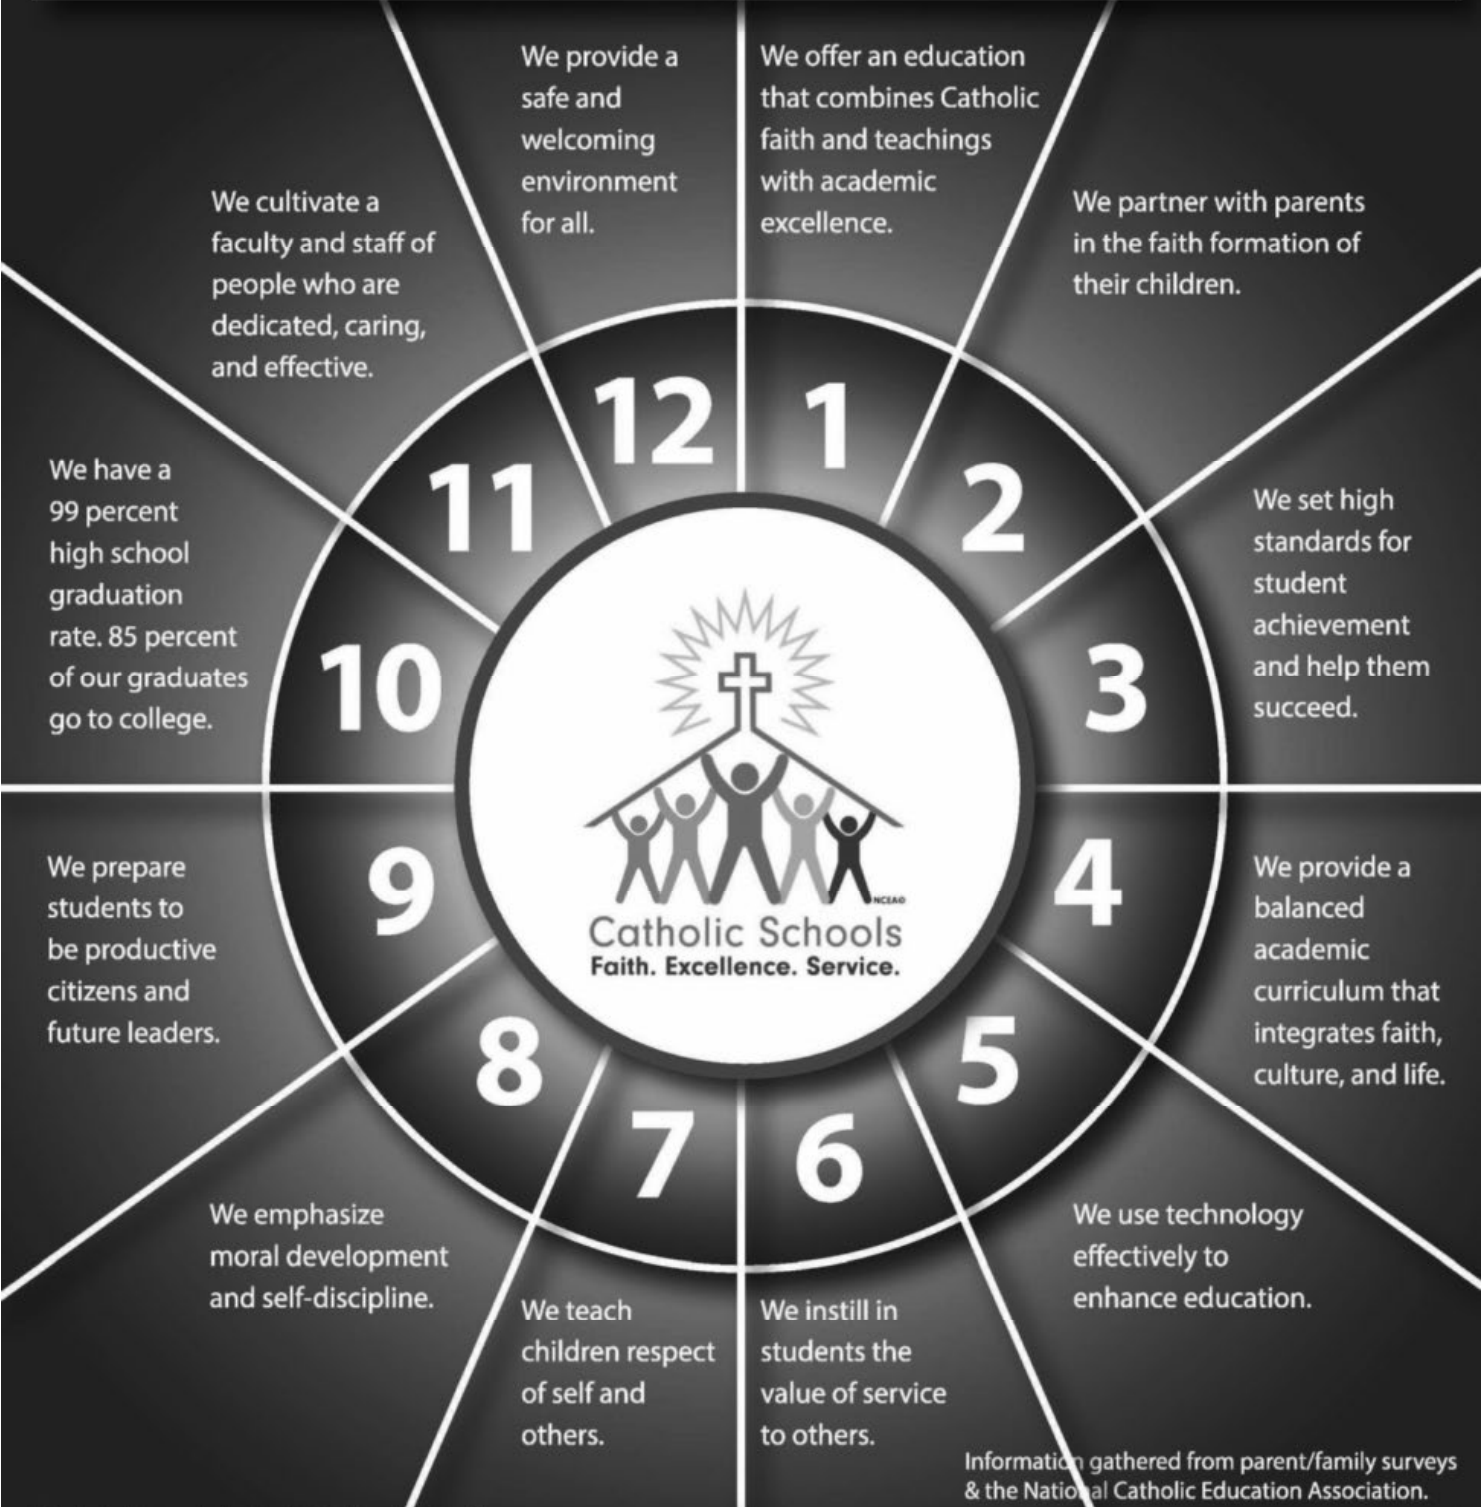 We offer an education
that combines Catholic
faith and teachings
with academic
excellence.
1
We partner with parents
in the faith formation of
their children.
2
We set high
standards for
student
achievement
and help them
succeed.
3
We provide a
balanced
academic
curriculum that
integrates faith,
culture, and life.
4
We use technology
effectively to
enhance education.
5
We instill in
students the
value of service
to others.
6
We teach
children respect
of self and
others.
7
We emphasize
moral development
and self-discipline.
8
We prepare
students to
be productive
citizens and
future leaders.
9
We have a
99 percent
high school
graduation
rate. 85 percent
of our graduates
go to college.
10
We cultivate a
faculty and staff of
people who are
dedicated, caring,
and effective.
11
We provide a
safe and
welcoming
environment
for all.
12
NCEA©
Catholic Schools
Faith. Excellence. Service.
Information gathered from parent/family surveys
& the National Catholic Education Association.